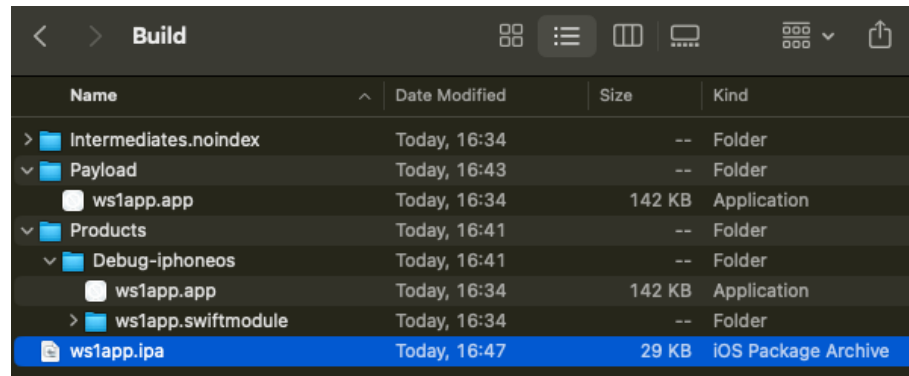 Build
Name Date Modified Size Kind
Intermediates.noindex Today, 16:34 -- Folder
Payload Today, 16:43 -- Folder
ws1app.app Today, 16:34 142 KB Application
Products Today, 16:41 -- Folder
Debug-iphoneos Today, 16:41 -- Folder
ws1app.app Today, 16:34 142 KB Application
ws1app.swiftmodule Today, 16:34 -- Folder
ws1app.ipa Today, 16:47 29 KB iOS Package Archive